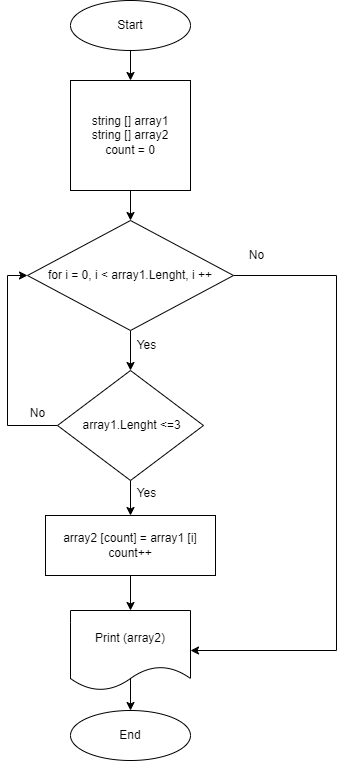 Start
string [] array1
string [] array2
count = 0
for i = 0, i < array1.Lenght, i ++
No
Yes
array1.Lenght <=3
No
Yes
array2 [count] = array1 [i]
count++
Print (array2)
End